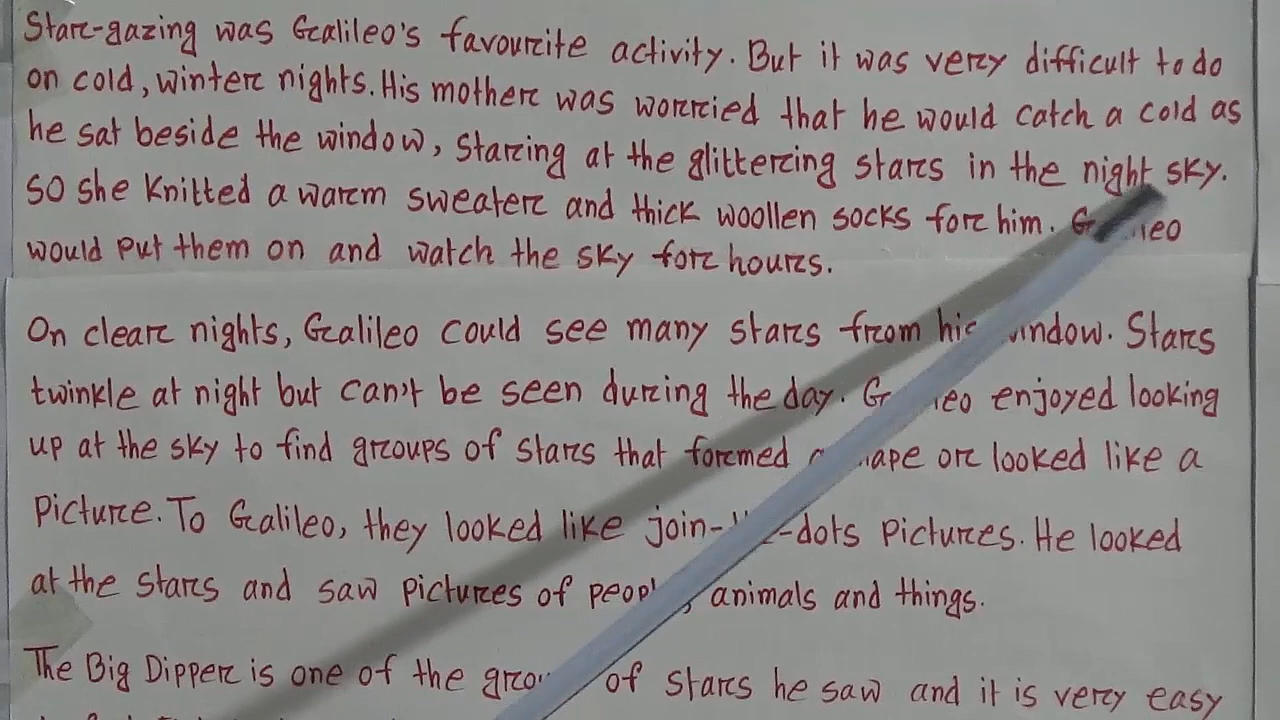 Star-gazing was Galileo's favourite activity. But it was very difficult to do
on cold, winter nights. His mother was worried that he would catch a cold as
he sat beside the window, staring at the glittering stars in the night sky.
So she knitted a warm sweater and thick woollen socks for him. Galileo
would put them on and watch the sky for hours.
On clear nights, Galileo could see many stars from his window. Stars
twinkle at night but can't be seen during the day. Galileo enjoyed looking
up at the sky to find groups of stars that formed a shape or looked like a
picture. To Galileo, they looked like join-the-dots pictures. He looked
at the stars and saw pictures of people, animals and things.
The Big Dipper is one of the of stars he saw and it is very easy